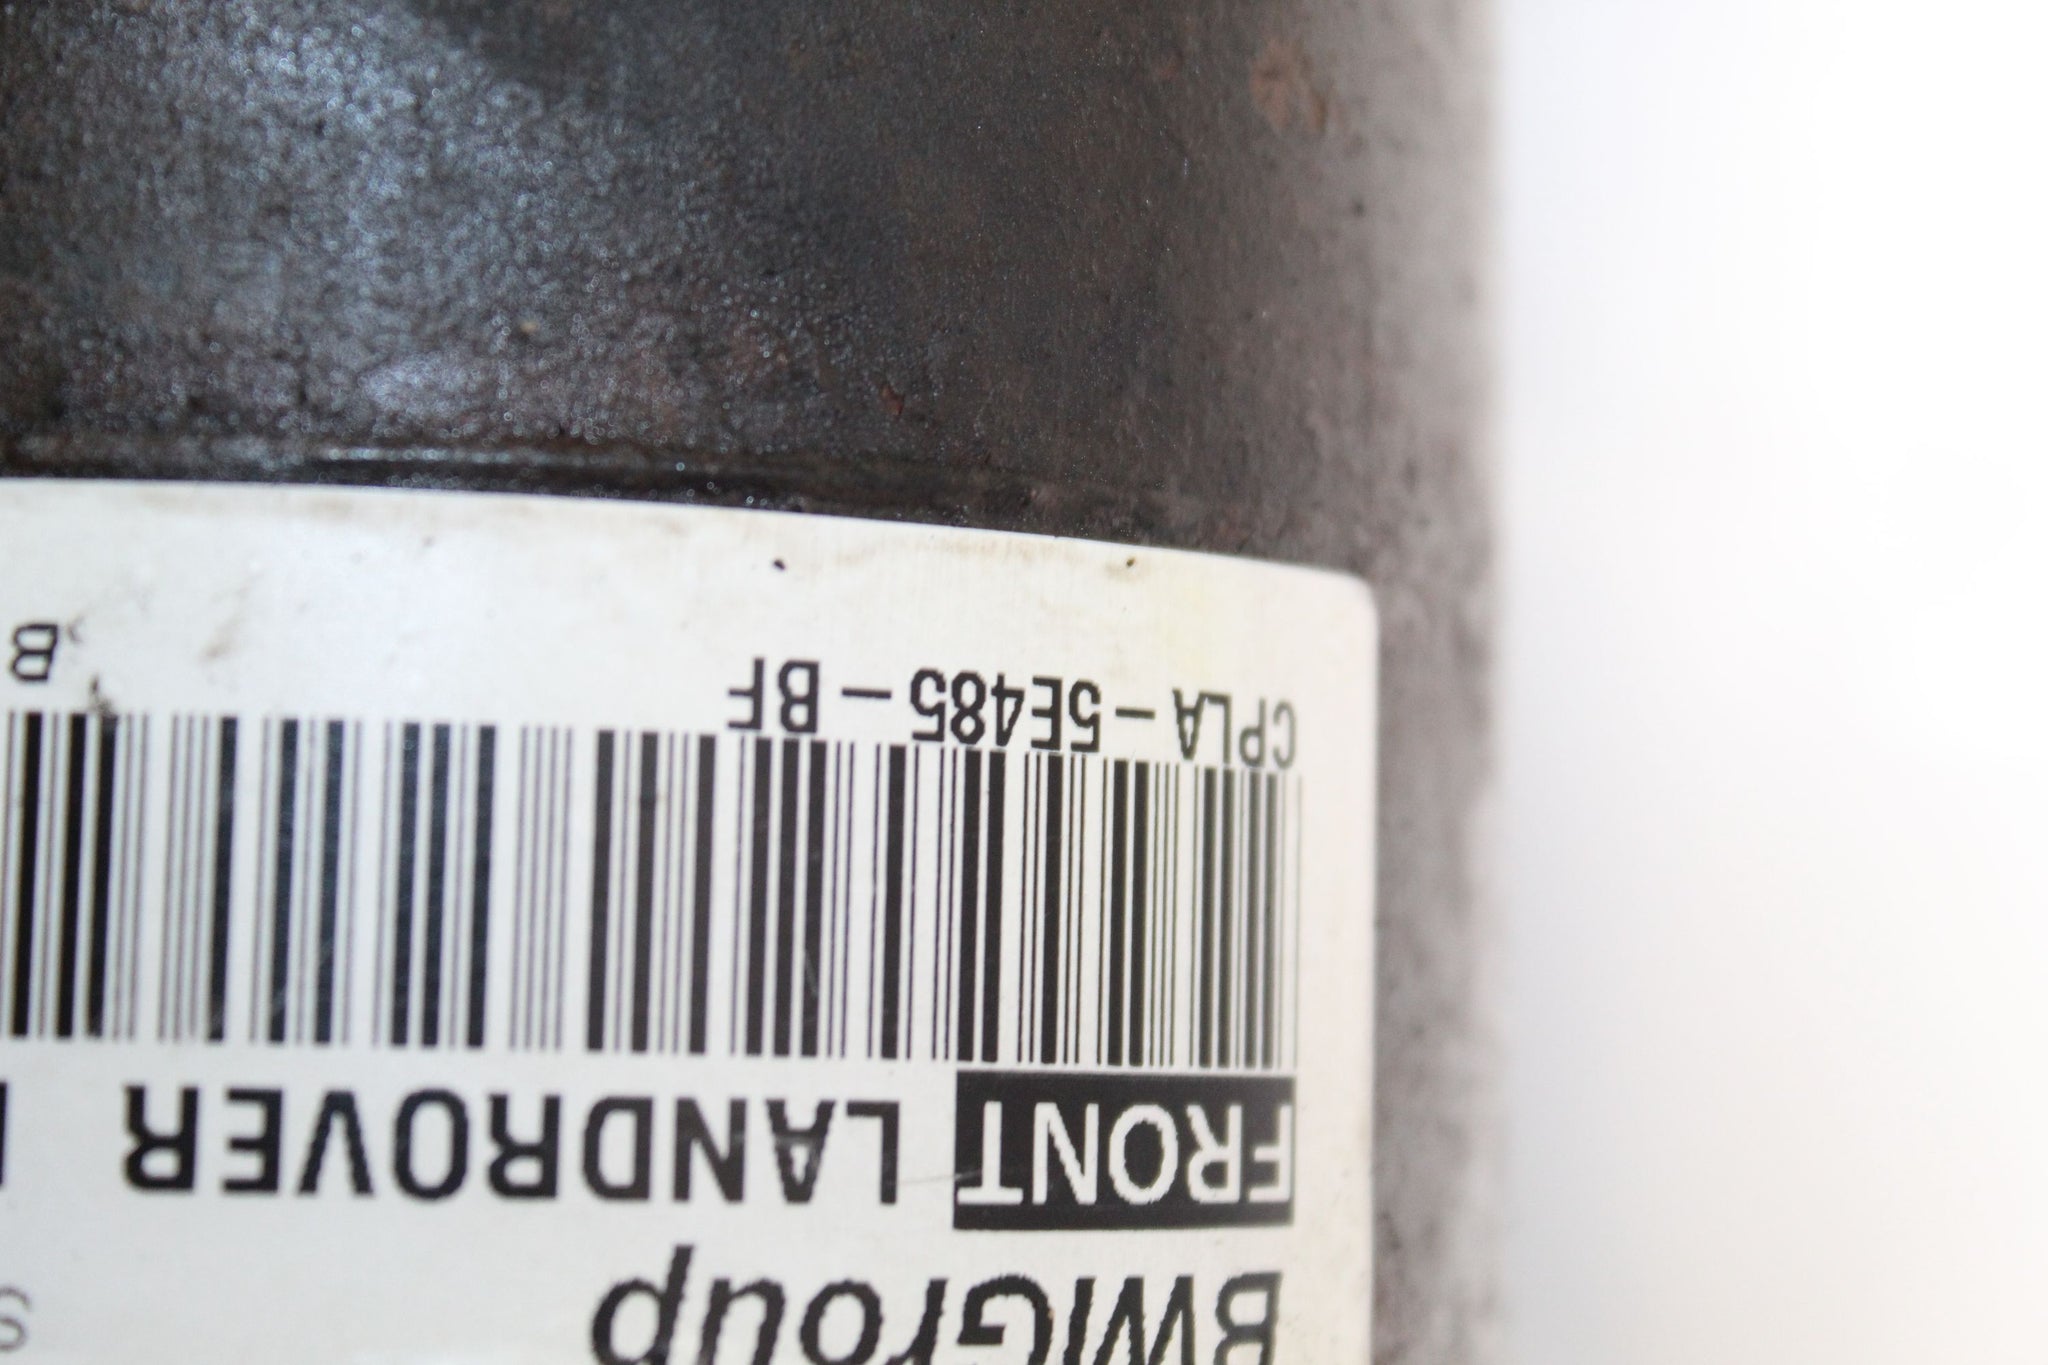 BWIGroup
FRONT LANDROVER
CPLA-5E485-BF B